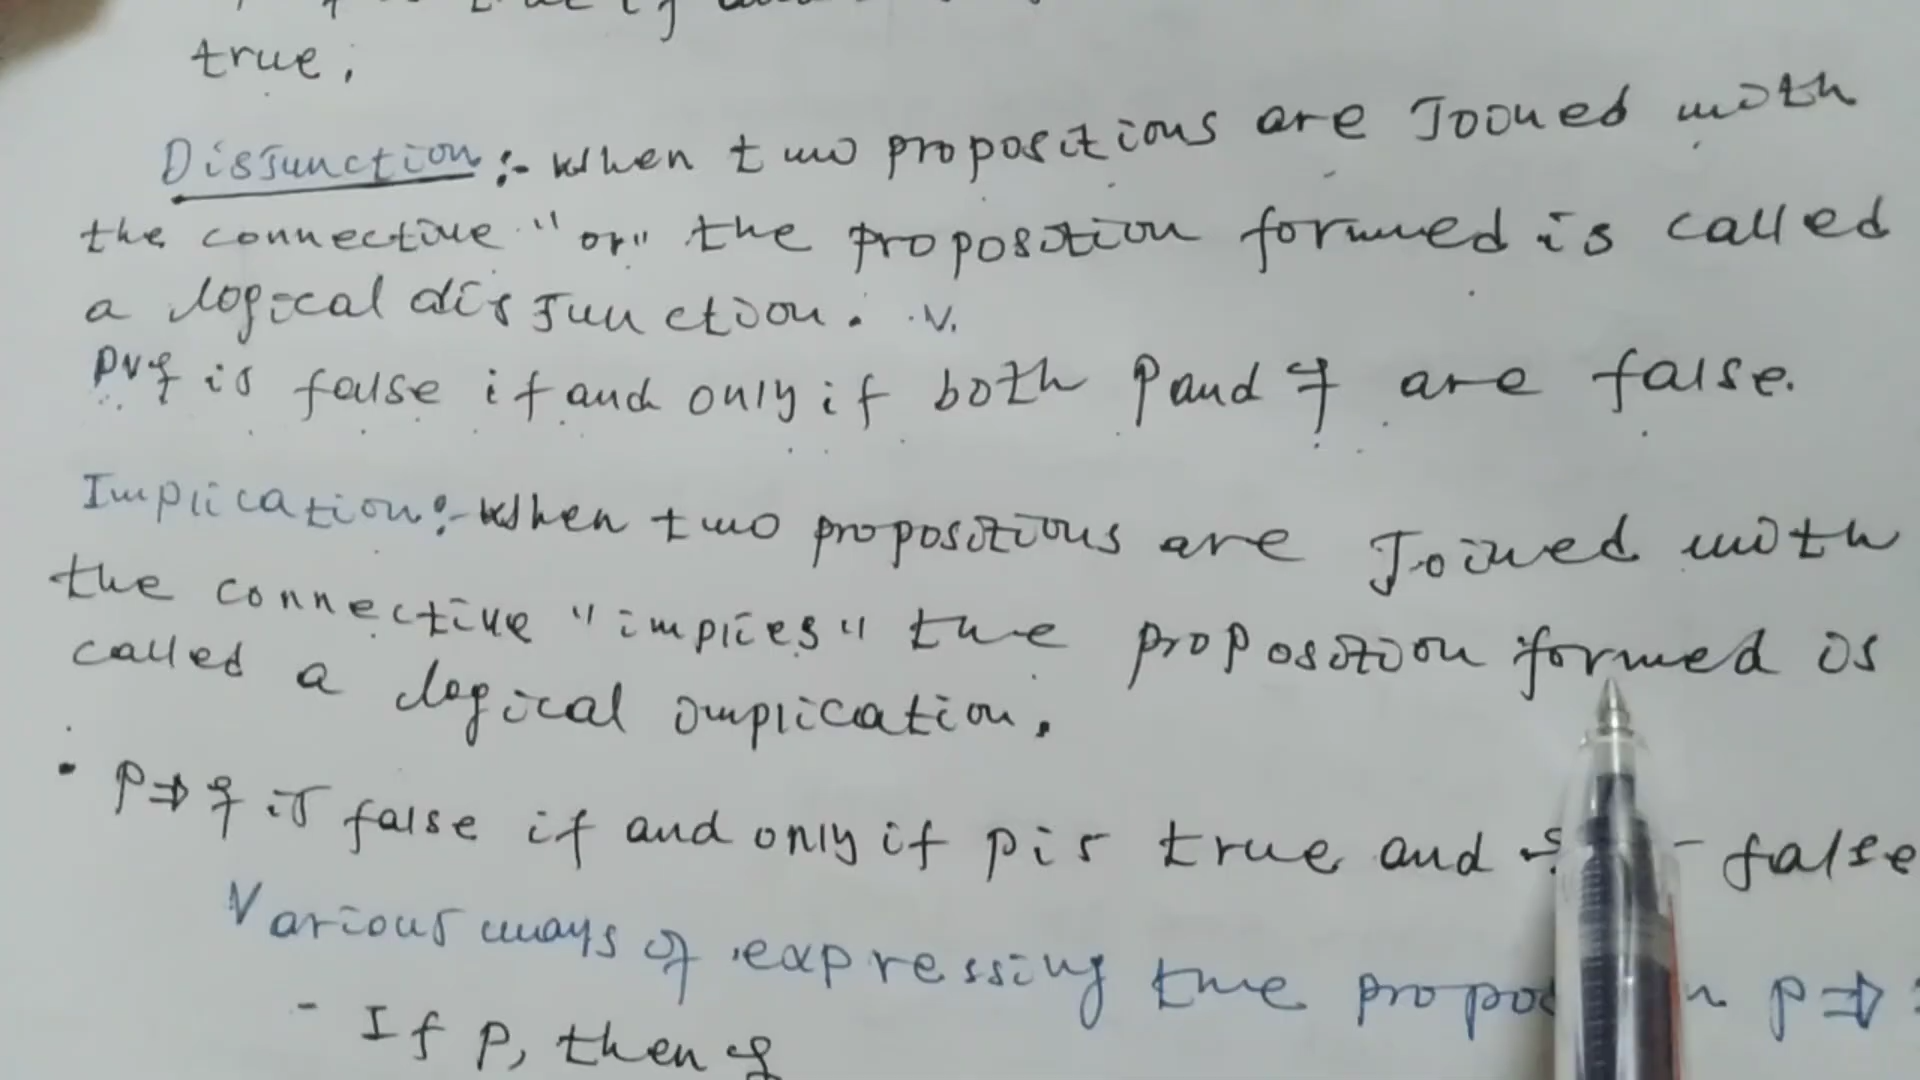 true.
Disjunction :- When two propositions are Joined with
the connective "or" the proposition formed is called
a logical disJunction. V.
p∨q is false if and only if both p and q are false.
Implication:- When two propositions are Joined with
the connective "implies" the proposition formed is
called a logical implication.
• P⇒q is false if and only if p is true and false
Various ways of expressing the P⇒
- If P, then q